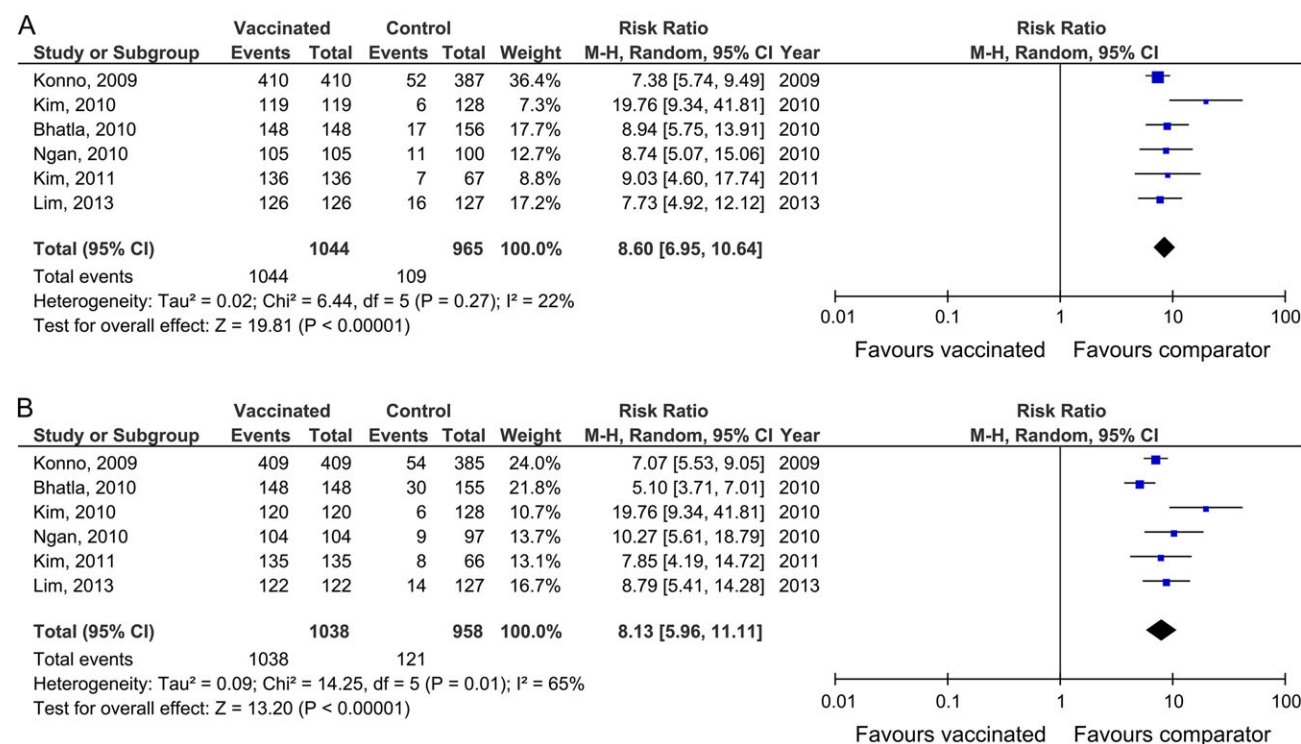 A
Vaccinated Control Risk Ratio Risk Ratio
Study or Subgroup Events Total Events Total Weight M-H, Random, 95% CI Year M-H, Random, 95% CI
Konno, 2009 410 410 52 387 36.4% 7.38 [5.74, 9.49] 2009
Kim, 2010 119 119 6 128 7.3% 19.76 [9.34, 41.81] 2010
Bhatla, 2010 148 148 17 156 17.7% 8.94 [5.75, 13.91] 2010
Ngan, 2010 105 105 11 100 12.7% 8.74 [5.07, 15.06] 2010
Kim, 2011 136 136 7 67 8.8% 9.03 [4.60, 17.74] 2011
Lim, 2013 126 126 16 127 17.2% 7.73 [4.92, 12.12] 2013
Total (95% CI) 1044 965 100.0% 8.60 [6.95, 10.64]
Total events 1044 109
Heterogeneity: Tau² = 0.02; Chi² = 6.44, df = 5 (P = 0.27); I² = 22%
Test for overall effect: Z = 19.81 (P < 0.00001)
0.01 0.1 1 10 100
Favours vaccinated Favours comparator
B
Vaccinated Control Risk Ratio Risk Ratio
Study or Subgroup Events Total Events Total Weight M-H, Random, 95% CI Year M-H, Random, 95% CI
Konno, 2009 409 409 54 385 24.0% 7.07 [5.53, 9.05] 2009
Bhatla, 2010 148 148 30 155 21.8% 5.10 [3.71, 7.01] 2010
Kim, 2010 120 120 6 128 10.7% 19.76 [9.34, 41.81] 2010
Ngan, 2010 104 104 9 97 13.7% 10.27 [5.61, 18.79] 2010
Kim, 2011 135 135 8 66 13.1% 7.85 [4.19, 14.72] 2011
Lim, 2013 122 122 14 127 16.7% 8.79 [5.41, 14.28] 2013
Total (95% CI) 1038 958 100.0% 8.13 [5.96, 11.11]
Total events 1038 121
Heterogeneity: Tau² = 0.09; Chi² = 14.25, df = 5 (P = 0.01); I² = 65%
Test for overall effect: Z = 13.20 (P < 0.00001)
0.01 0.1 1 10 100
Favours vaccinated Favours comparator